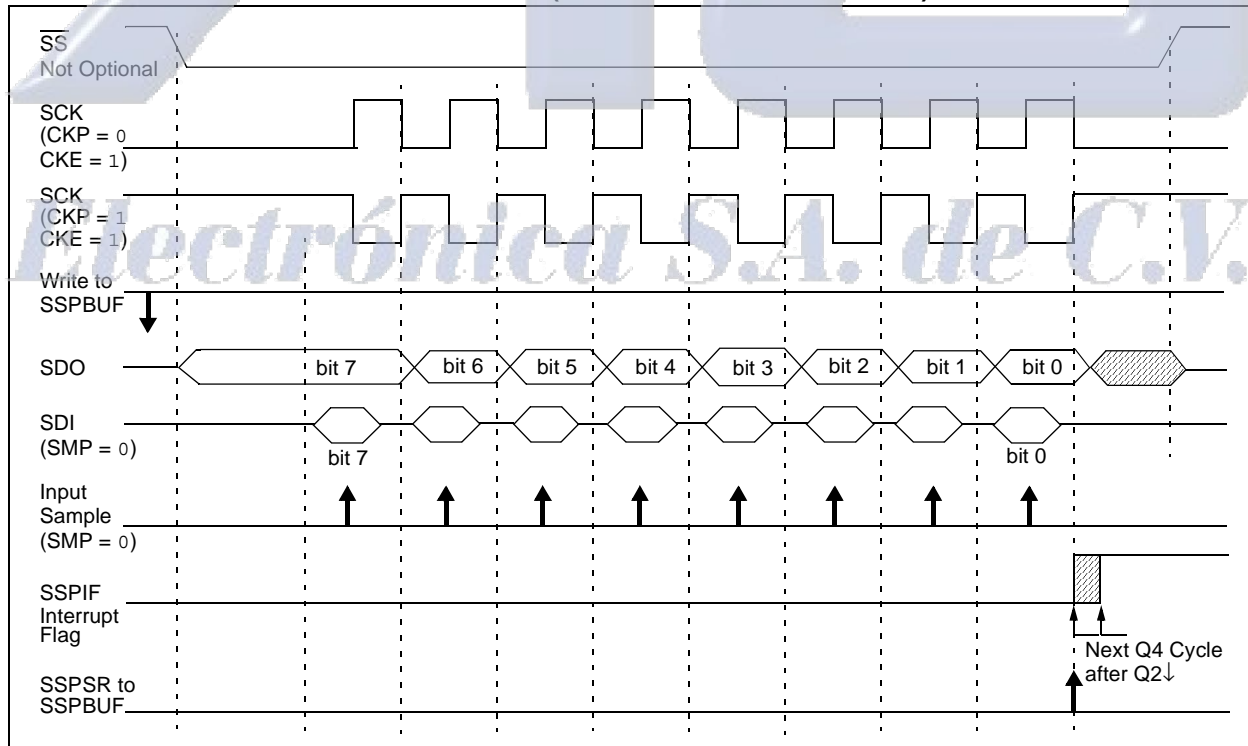 SS
Not Optional
SCK
(CKP = 0
CKE = 1)
SCK
(CKP = 1
CKE = 1)
Electrónica S.A. de C.V.
Write to
SSPBUF
SDO
bit 7 bit 6 bit 5 bit 4 bit 3 bit 2 bit 1 bit 0
SDI
(SMP = 0)
bit 7 bit 0
Input
Sample
(SMP = 0)
SSPIF
Interrupt
Flag
Next Q4 Cycle
after Q2↓
SSPSR to
SSPBUF